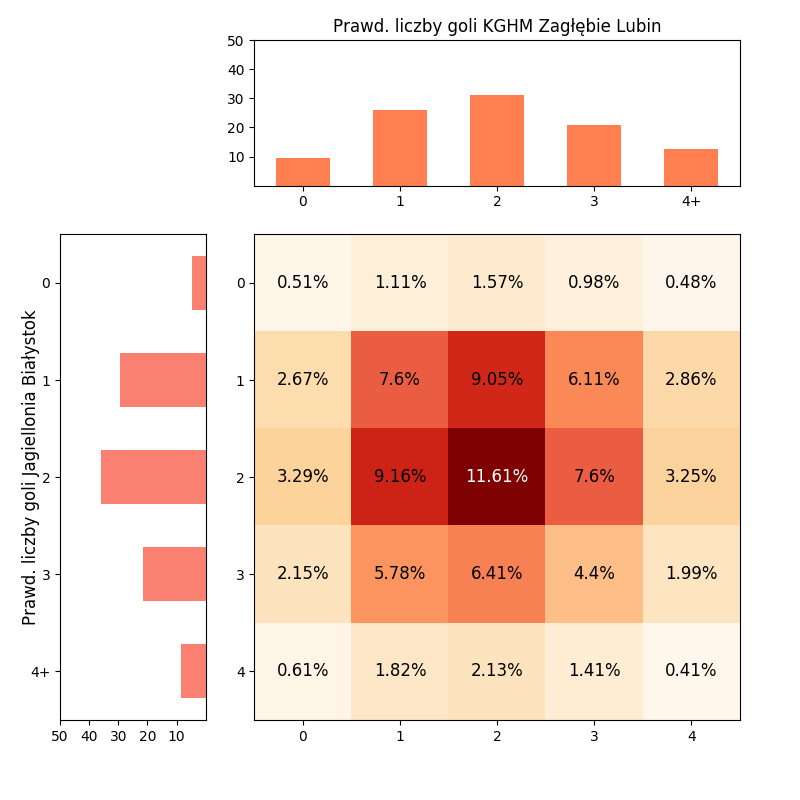 Prawd. liczby goli KGHM Zagłębie Lubin
50
40
30
20
10
0 1 2 3 4+
Prawd. liczby goli Jagiellonia Białystok
0
1
2
3
4+
50 40 30 20 10
0 0.51% 1.11% 1.57% 0.98% 0.48%
1 2.67% 7.6% 9.05% 6.11% 2.86%
2 3.29% 9.16% 11.61% 7.6% 3.25%
3 2.15% 5.78% 6.41% 4.4% 1.99%
4 0.61% 1.82% 2.13% 1.41% 0.41%
0 1 2 3 4